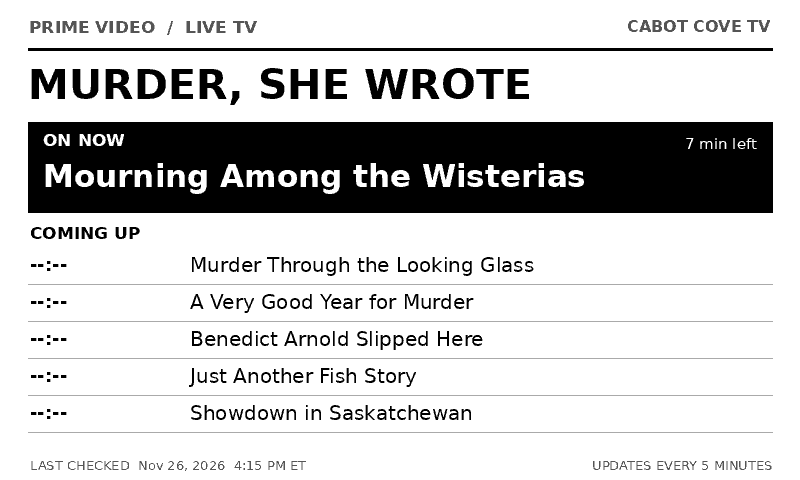 PRIME VIDEO / LIVE TV
CABOT COVE TV
MURDER, SHE WROTE
ON NOW
7 min left
Mourning Among the Wisterias
COMING UP
--:-- Murder Through the Looking Glass
--:-- A Very Good Year for Murder
--:-- Benedict Arnold Slipped Here
--:-- Just Another Fish Story
--:-- Showdown in Saskatchewan
LAST CHECKED Nov 26, 2026 4:15 PM ET
UPDATES EVERY 5 MINUTES